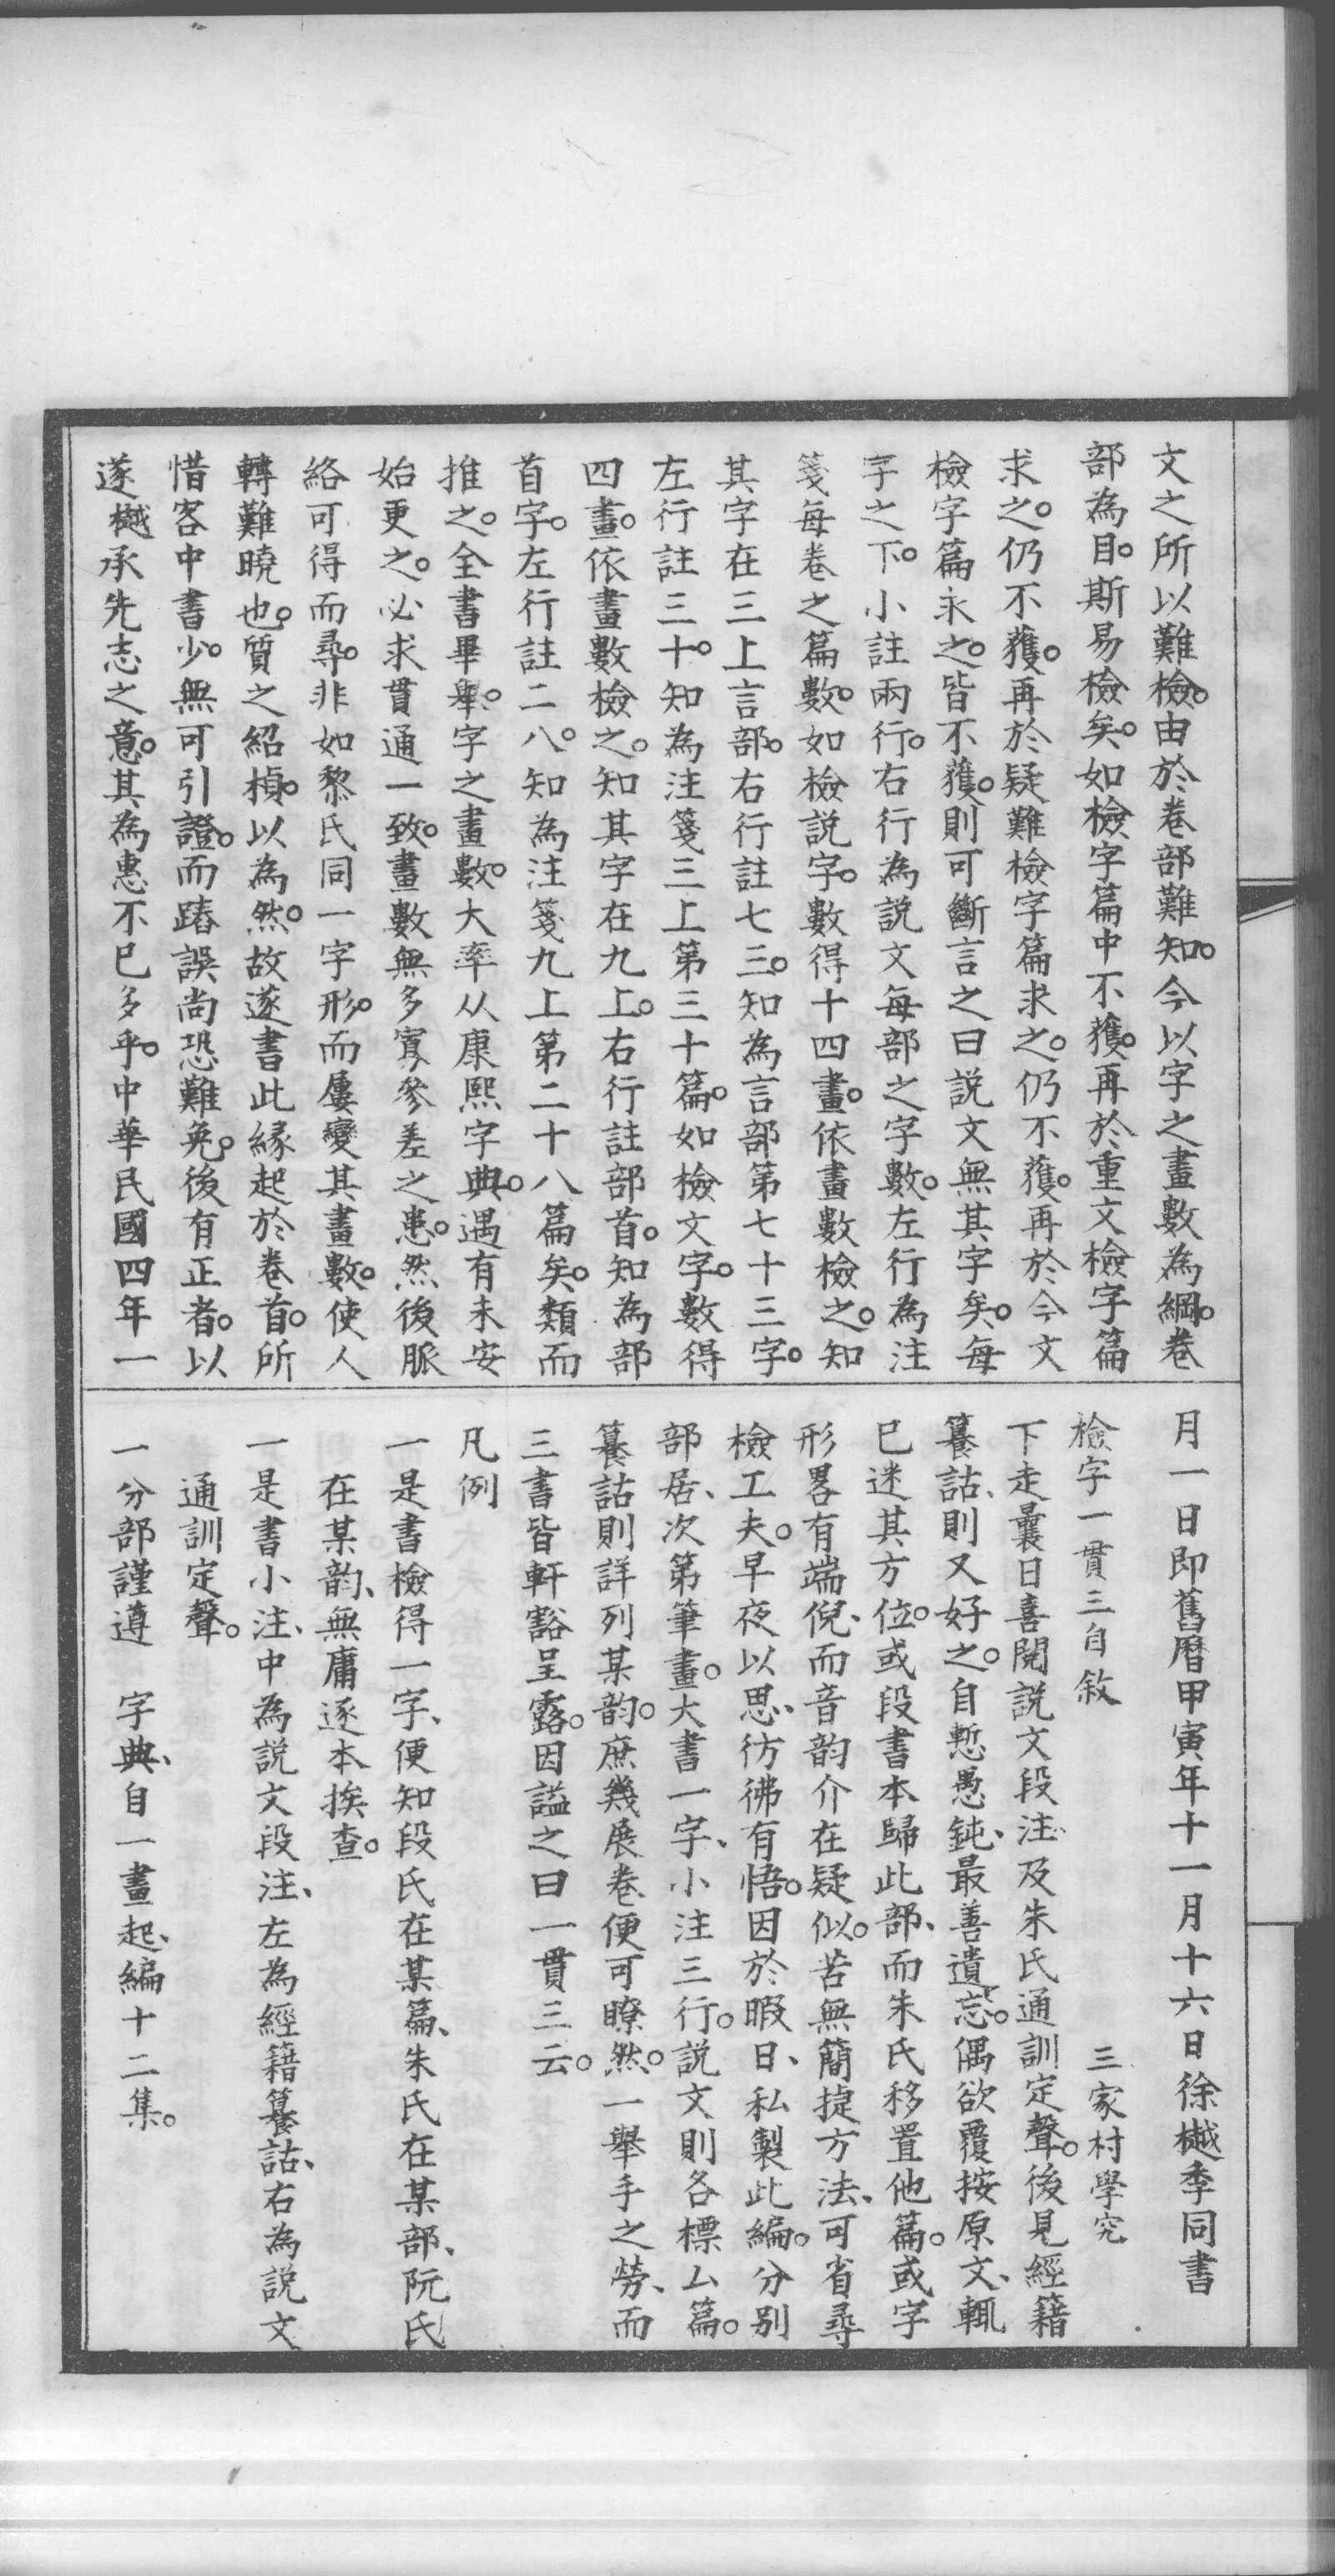 文之所以難檢。由於卷部難知。今以字之畫數為綱。卷
部為目。斯易檢矣。如檢字篇中不獲。再於重文檢字篇
求之。仍不獲。再於疑難檢字篇求之。仍不獲。再於今文
檢字篇永之。皆不獲。則可斷言之曰說文無其字矣。每
字之下。小註兩行。右行為說文每部之字數。左行為注
箋每卷之篇數。如檢說字。數得十四畫。依畫數檢之。知
其字在三上言部。右行註七三。知為言部第七十三字。
左行註三十。知為注箋三上第三十篇。如檢文字。數得
四畫。依畫數檢之。知其字在九上。右行註部首。知為部
首字。左行註二八。知為注箋九上第二十八篇矣。類而
推之。全書畢舉。字之畫數。大率从康熙字典。遇有未安
始更之。必求貫通一致。畫數無多寡參差之患。然後脈
絡可得而尋。非如黎氏同一字形。而屢變其畫數。使人
轉難曉也。質之紹楨。以為然。故遂書此緣起於卷首。所
惜客中書少。無可引證。而踳誤尚恐難免。後有正者。以
遂樾承先志之意。其為惠不已多乎。中華民國四年一
月一日即舊曆甲寅年十一月十六日徐樾季同書
檢字一貫三自敘 三家村學究
下走曩日喜閱說文段注、及朱氏通訓定聲。後見經籍
籑詁、則又好之。自慙愚鈍、最善遺忘。偶欲覆按原文、輒
已迷其方位。或段書本歸此部、而朱氏移置他篇。或字
形畧有端倪、而音韵介在疑似。苦無簡捷方法、可省尋
檢工夫。早夜以思、彷彿有悟。因於暇日、私製此編。分別
部居、次第筆畫。大書一字、小注三行。說文則各標厶篇。
籑詁則詳列某韵。庶幾展卷便可瞭然。一舉手之勞、而
三書皆軒豁呈露。因謚之曰一貫三云。
凡例
一是書檢得一字、便知段氏在某篇、朱氏在某部、阮氏
在某韵、無庸逐本挨查。
一是書小注、中為說文段注、左為經籍籑詁、右為說文
通訓定聲。
一分部謹遵 字典、自一畫起、編十二集。